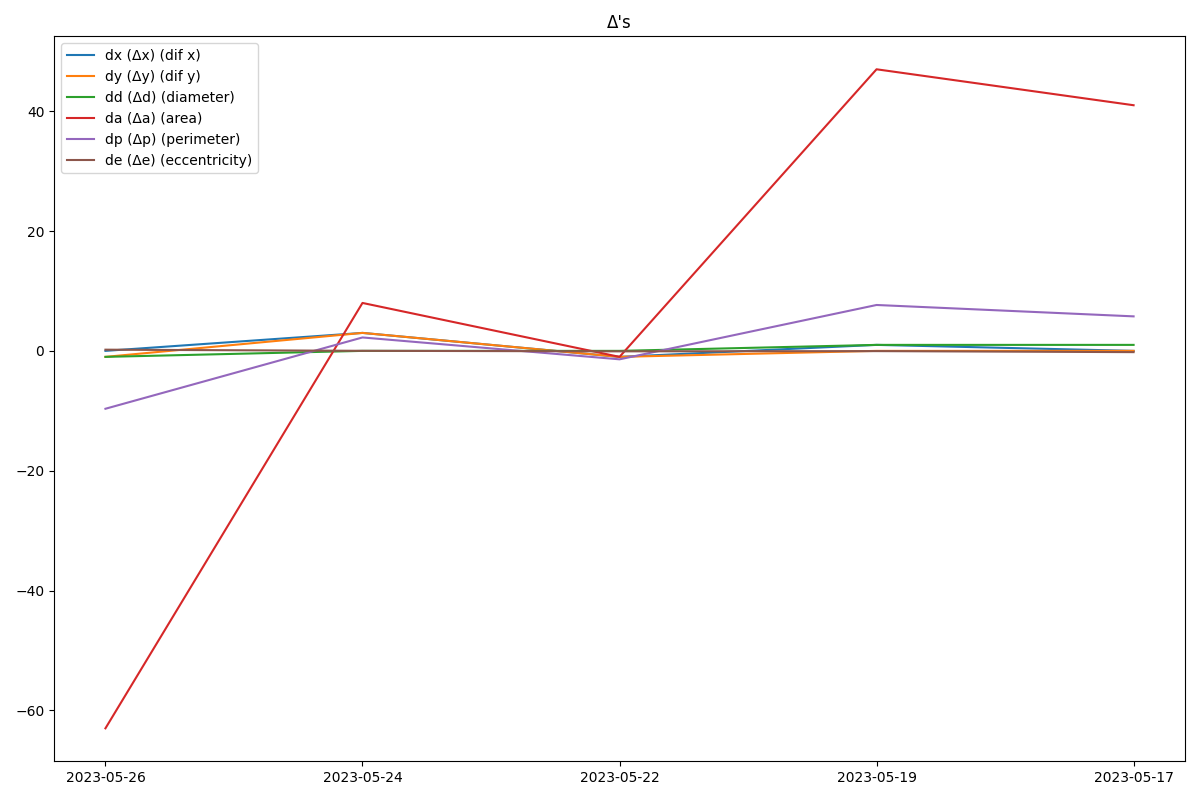 Δ's
dx (Δx) (dif x)
dy (Δy) (dif y)
dd (Δd) (diameter)
da (Δa) (area)
dp (Δp) (perimeter)
de (Δe) (eccentricity)
40
20
0
−20
−40
−60
2023-05-26 2023-05-24 2023-05-22 2023-05-19 2023-05-17